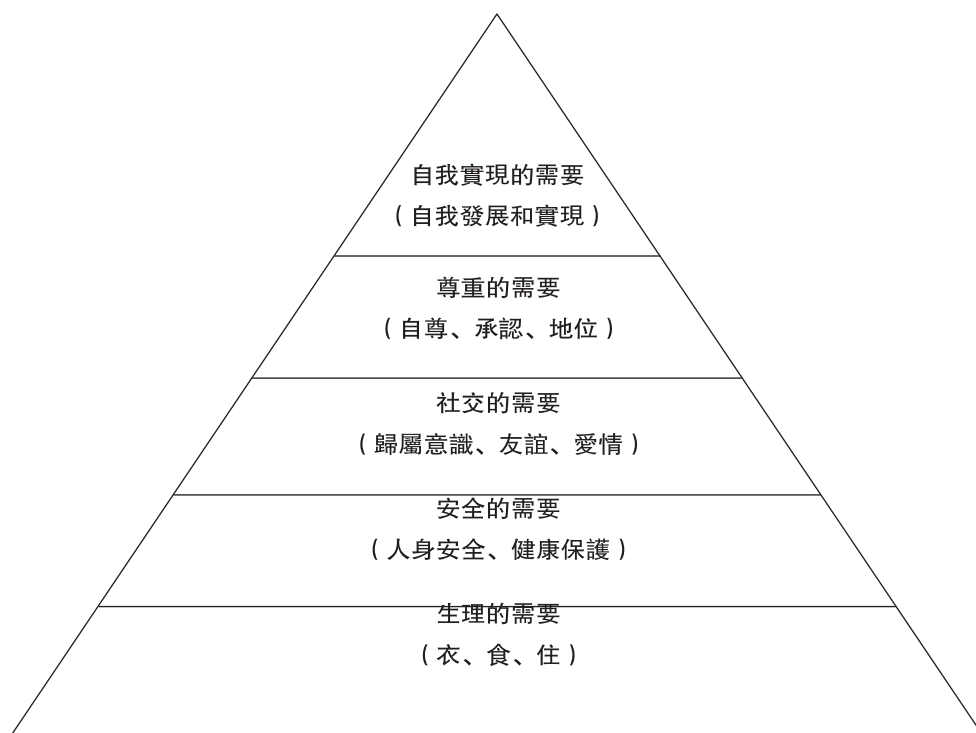 自我實現的需要
（自我發展和實現）
尊重的需要
（自尊、承認、地位）
社交的需要
（歸屬意識、友誼、愛情）
安全的需要
（人身安全、健康保護）
生理的需要
（衣、食、住）